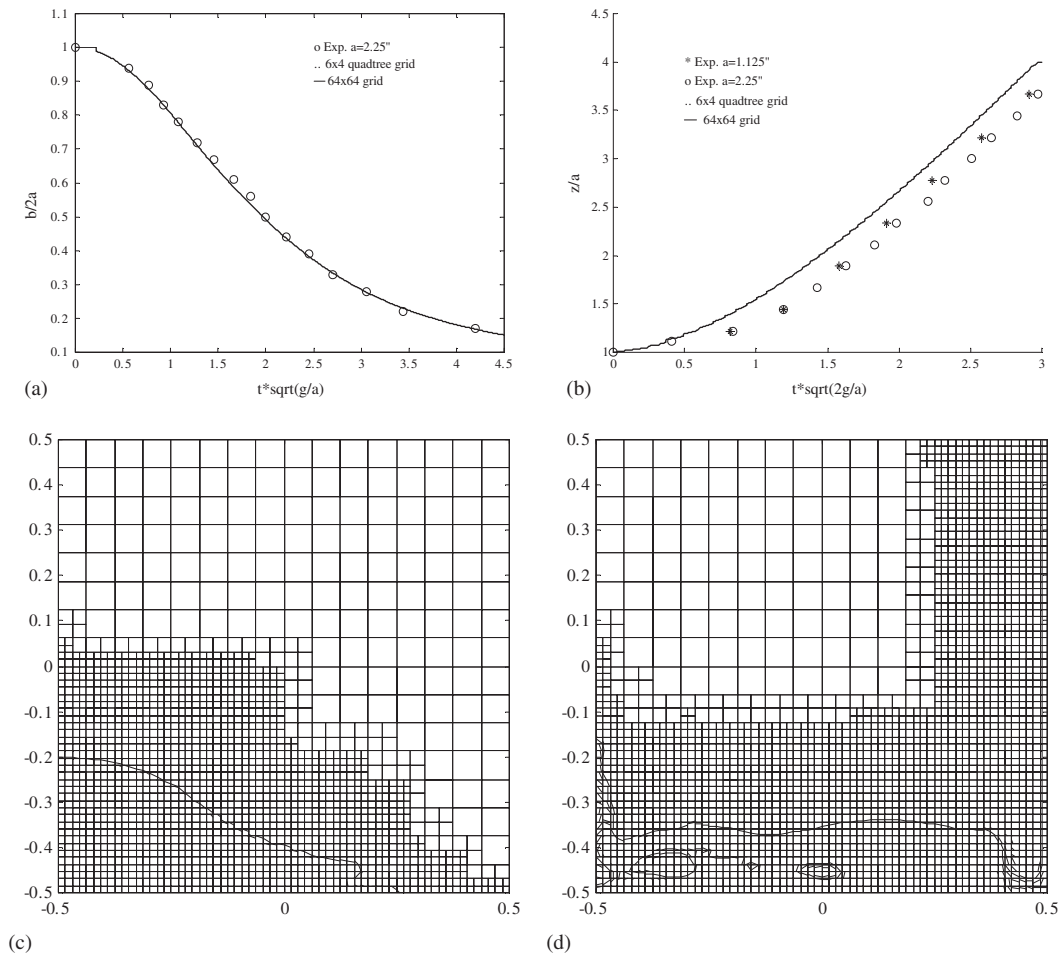 1.1
1
0.9
0.8
0.7
0.6
0.5
0.4
0.3
0.2
0.1
b/2a
o Exp. a=2.25"
.. 6x4 quadtree grid
— 64x64 grid
0 0.5 1 1.5 2 2.5 3 3.5 4 4.5
(a)
t*sqrt(g/a)
4.5
4
3.5
3
2.5
2
1.5
1
z/a
* Exp. a=1.125"
o Exp. a=2.25"
.. 6x4 quadtree grid
— 64x64 grid
0 0.5 1 1.5 2 2.5 3
(b)
t*sqrt(2g/a)
0.5
0.4
0.3
0.2
0.1
0
-0.1
-0.2
-0.3
-0.4
-0.5
-0.5 0 0.5
(c)
0.5
0.4
0.3
0.2
0.1
0
-0.1
-0.2
-0.3
-0.4
-0.5
-0.5 0 0.5
(d)